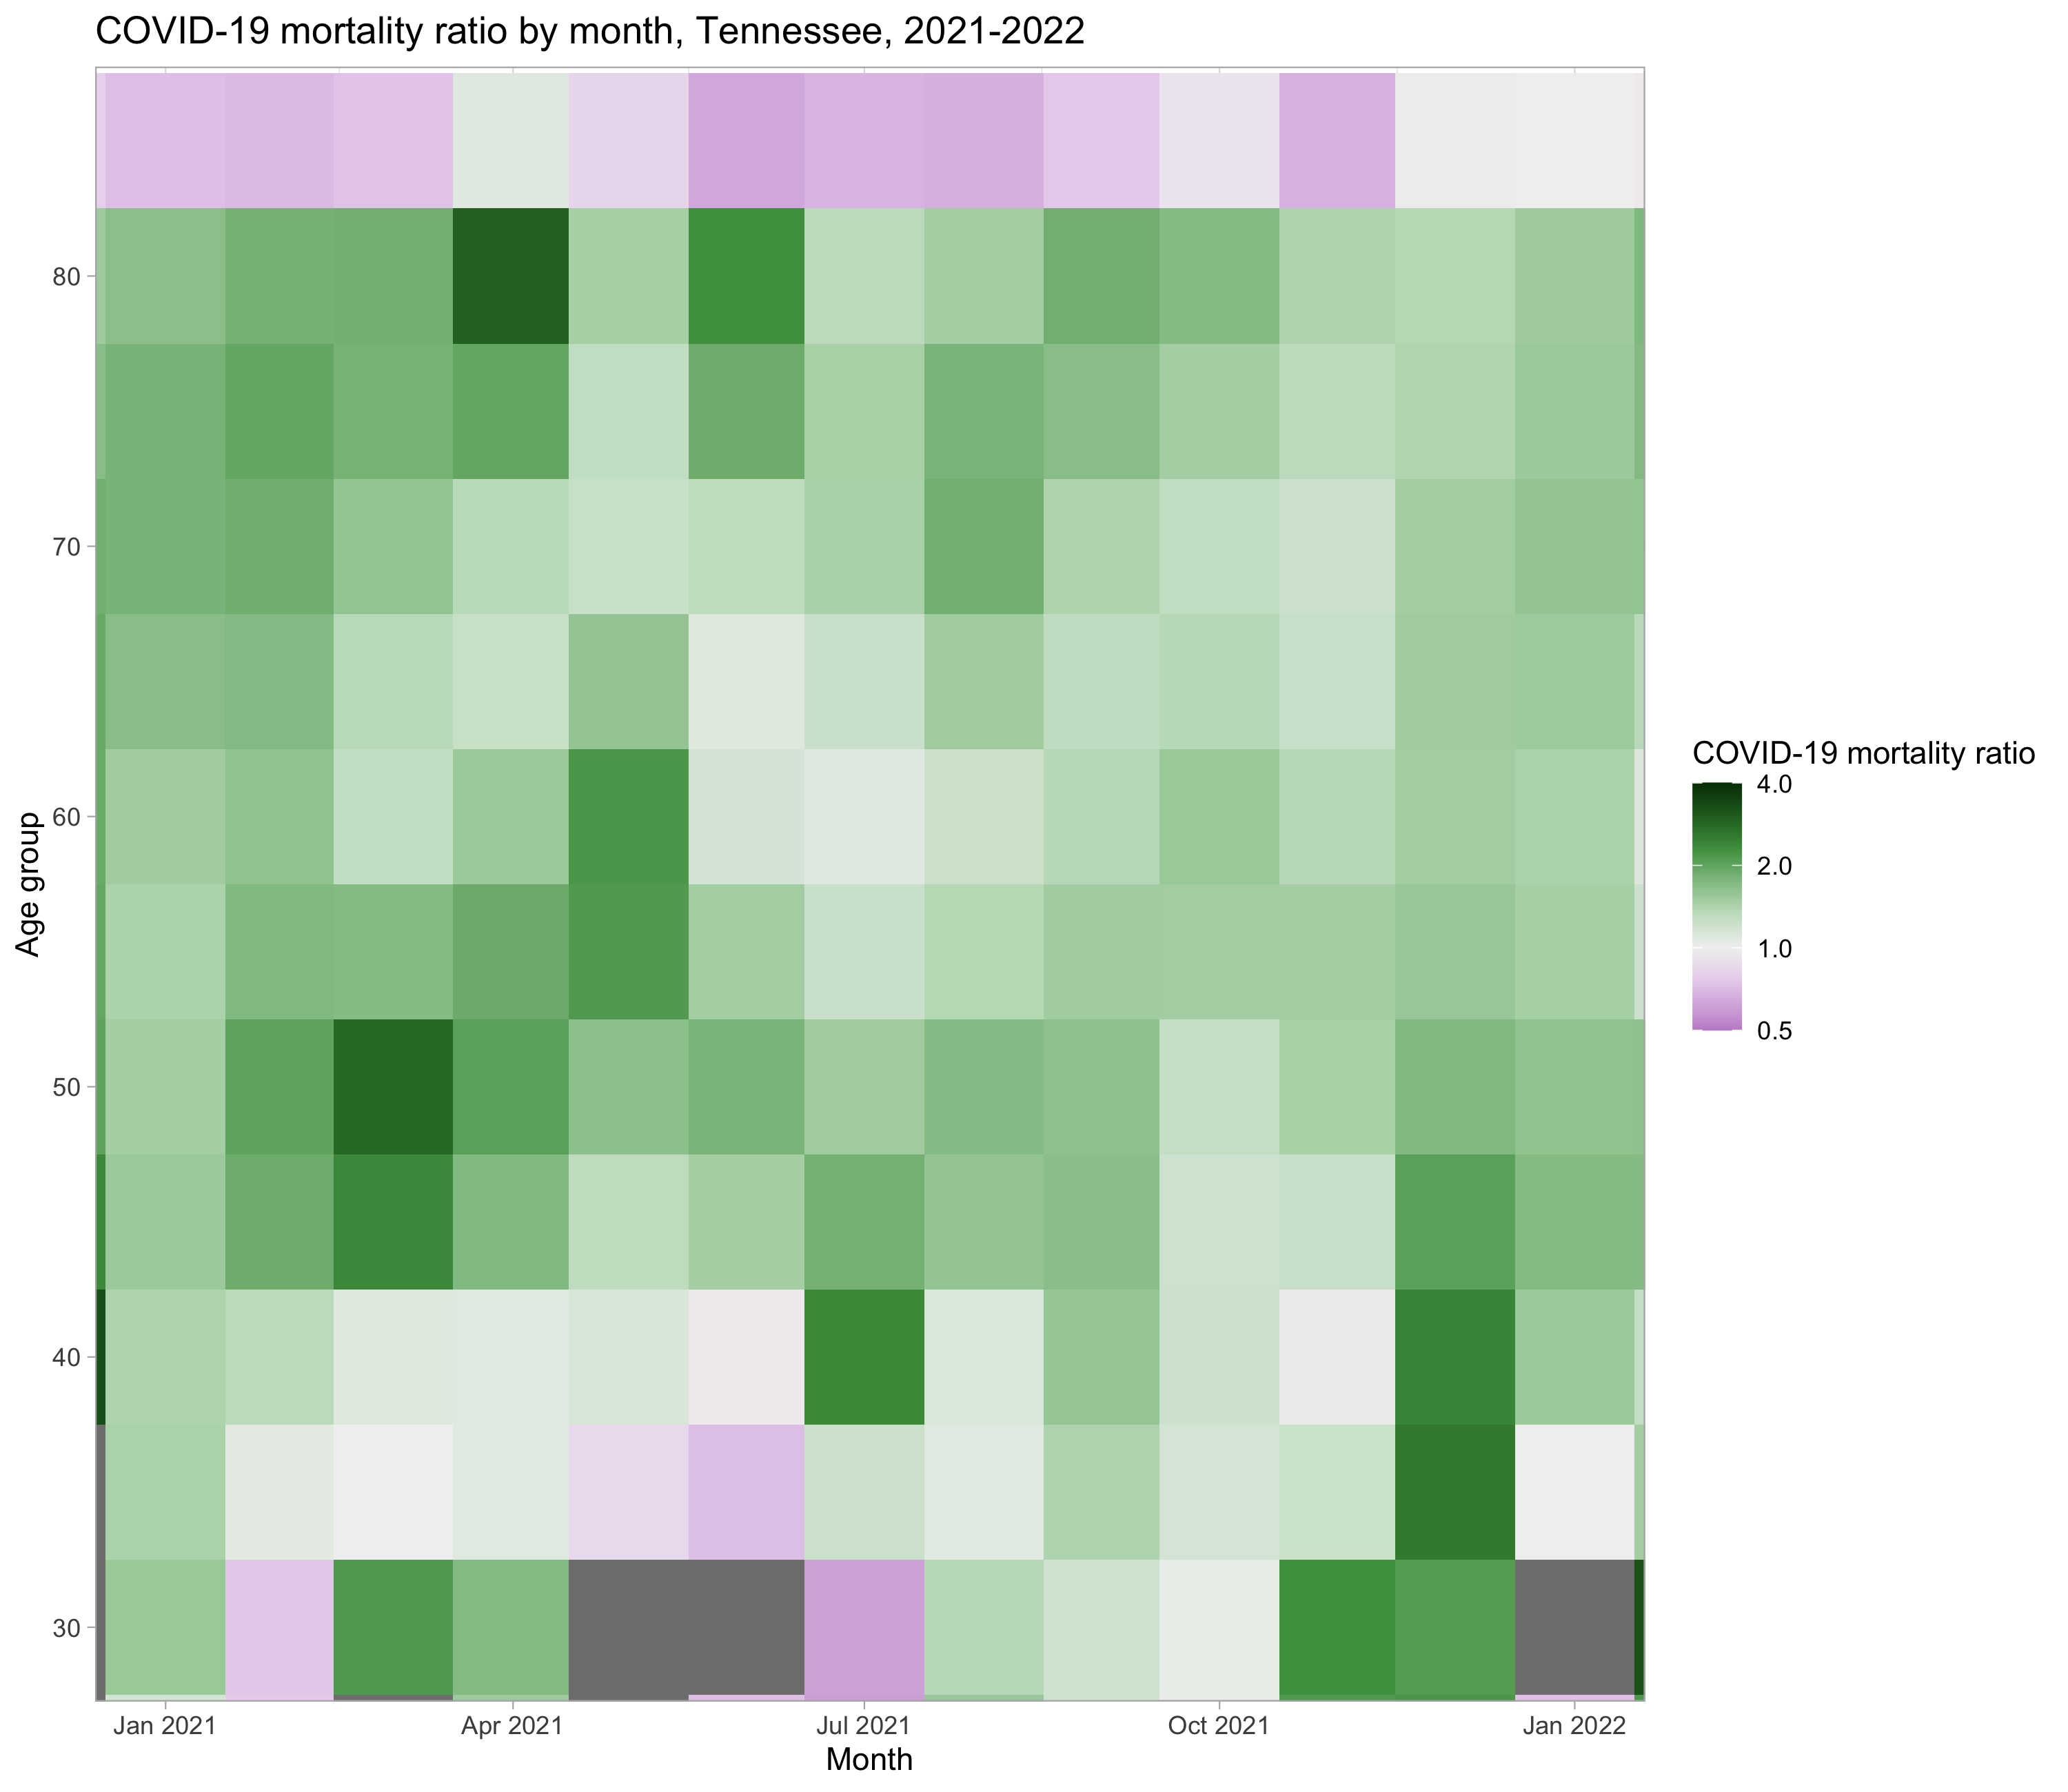 COVID-19 mortality ratio by month, Tennessee, 2021-2022
80
70
60
50
40
30
Age group
Jan 2021
Apr 2021
Jul 2021
Oct 2021
Jan 2022
Month
COVID-19 mortality ratio
4.0
2.0
1.0
0.5